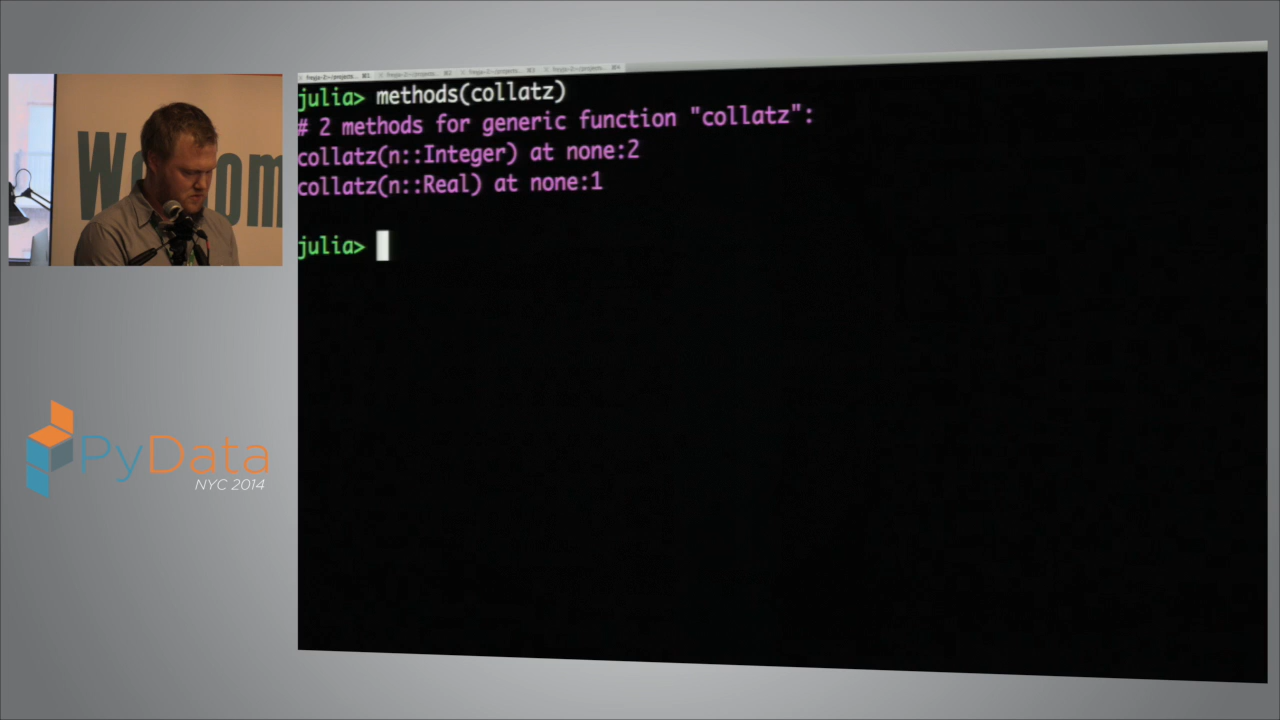 julia> methods(collatz)
# 2 methods for generic function "collatz":
collatz(n::Integer) at none:2
collatz(n::Real) at none:1
julia>
PyData
NYC 2014